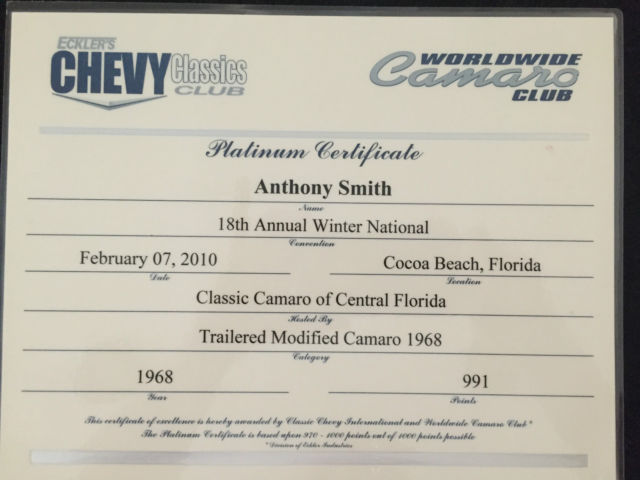 ECKLER'S
CHEVY Classics
CLUB
WORLDWIDE
Camaro
CLUB
Platinum Certificate
Anthony Smith
Name
18th Annual Winter National
Convention
February 07, 2010
Date
Cocoa Beach, Florida
Location
Classic Camaro of Central Florida
Hosted By
Trailered Modified Camaro 1968
Category
1968
Year
991
Points
This certificate of excellence is hereby awarded by Classic Chevy International and Worldwide Camaro Club*
The Platinum Certificate is based upon 970 - 1000 points out of 1000 points possible
*Division of Eckler Industries